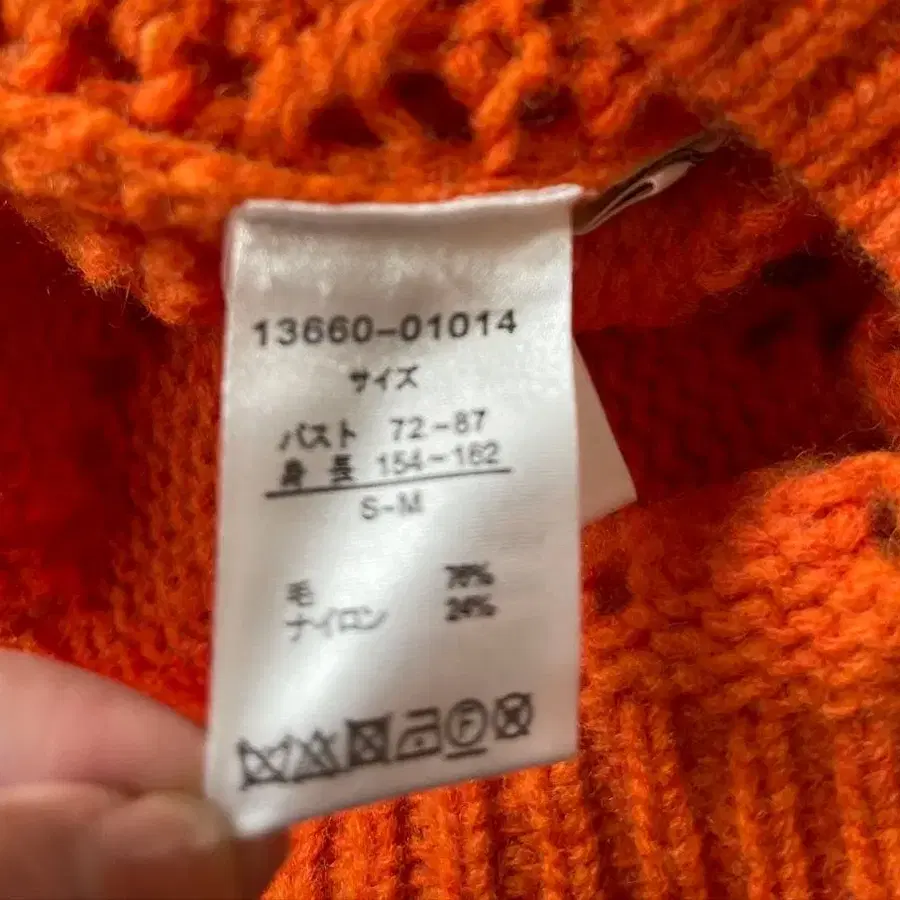 13660-01014
サイズ
バスト 72-87
身長 154-162
S-M
毛 76%
ナイロン 24%